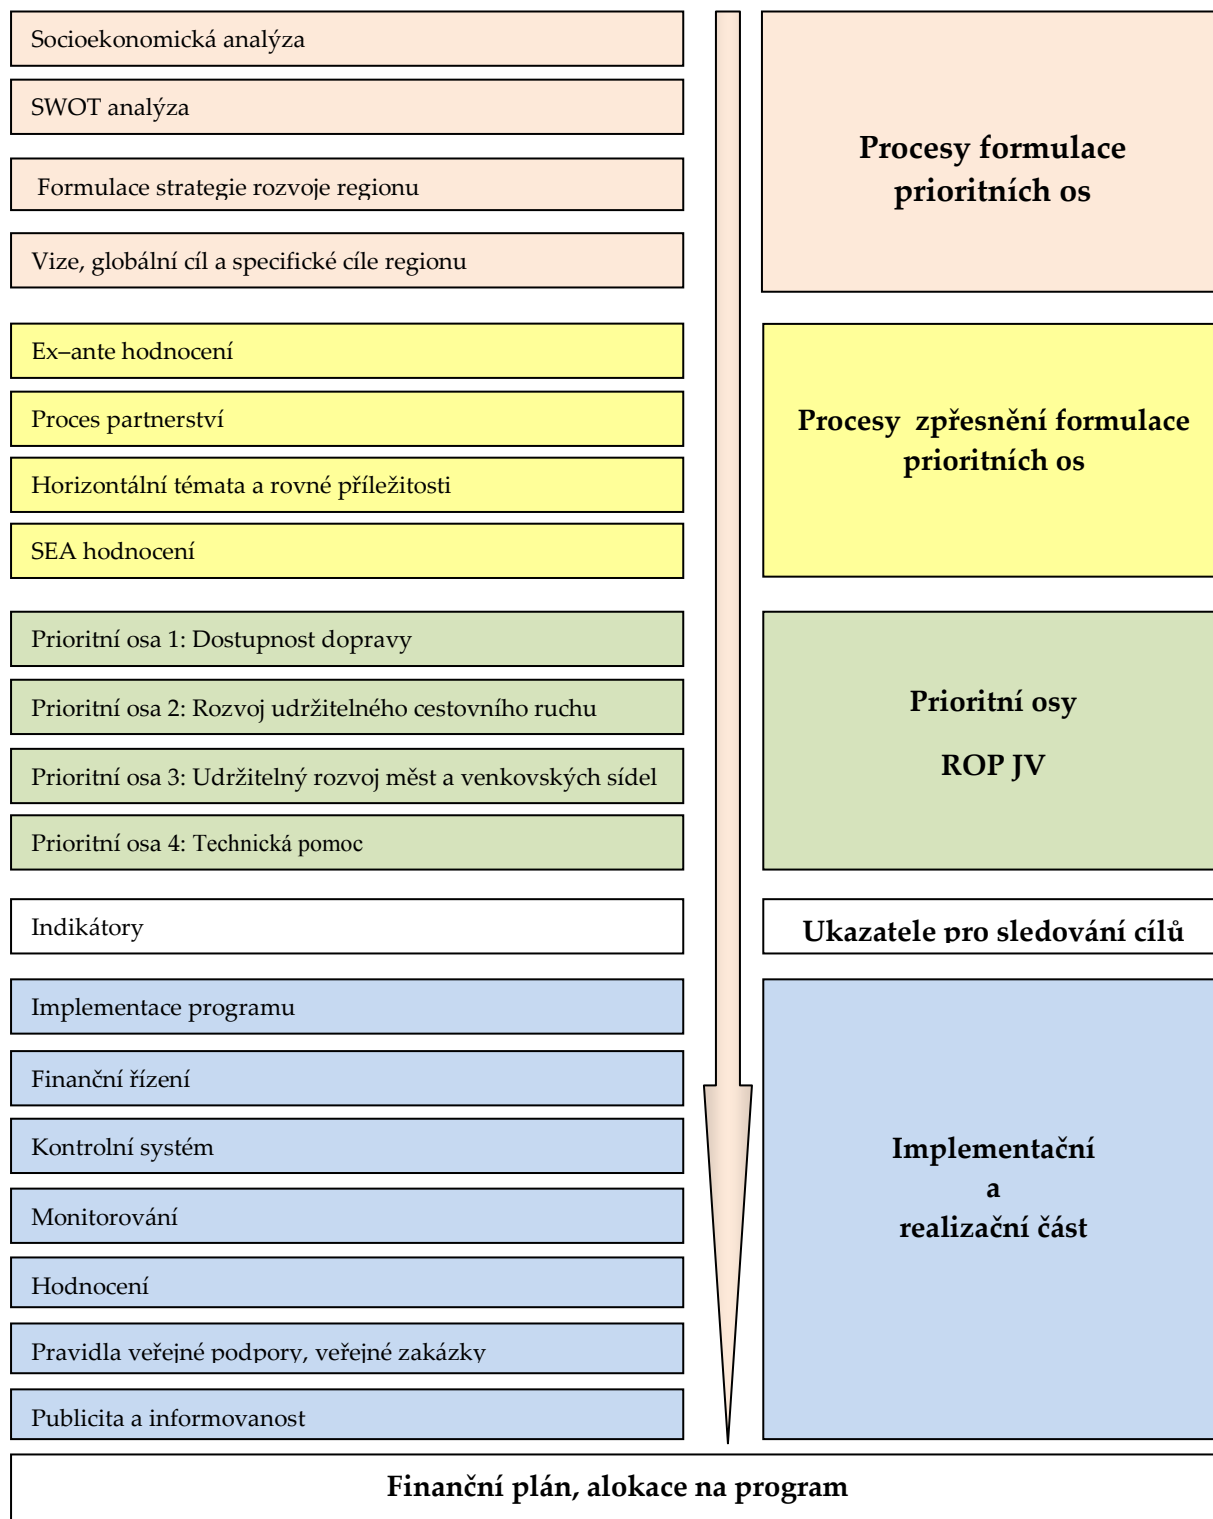 Socioekonomická analýza
SWOT analýza
Formulace strategie rozvoje regionu
Vize, globální cíl a specifické cíle regionu
Procesy formulace
prioritních os
Ex–ante hodnocení
Proces partnerství
Horizontální témata a rovné příležitosti
SEA hodnocení
Procesy zpřesnění formulace
prioritních os
Prioritní osa 1: Dostupnost dopravy
Prioritní osa 2: Rozvoj udržitelného cestovního ruchu
Prioritní osa 3: Udržitelný rozvoj měst a venkovských sídel
Prioritní osa 4: Technická pomoc
Prioritní osy
ROP JV
Indikátory
Ukazatele pro sledování cílů
Implementace programu
Finanční řízení
Kontrolní systém
Monitorování
Hodnocení
Pravidla veřejné podpory, veřejné zakázky
Publicita a informovanost
Implementační
a
realizační část
Finanční plán, alokace na program